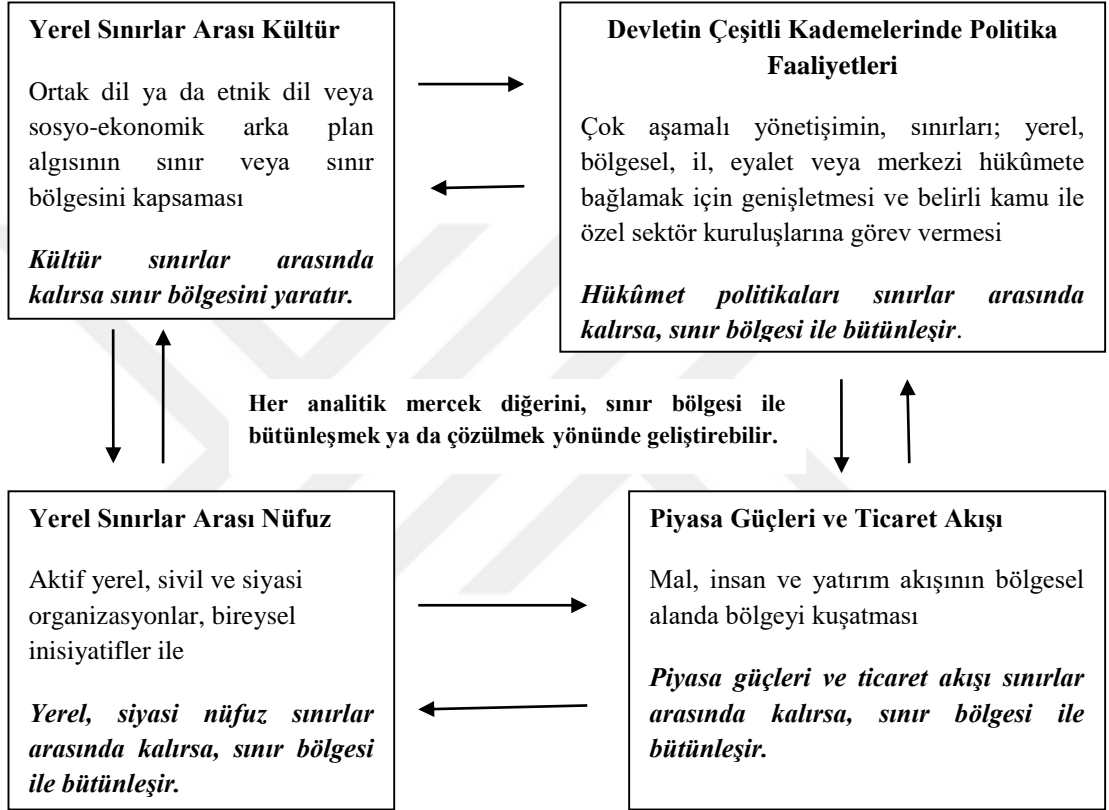 Yerel Sınırlar Arası Kültür
Ortak dil ya da etnik dil veya
sosyo-ekonomik arka plan
algısının sınır veya sınır
bölgesini kapsaması
Kültür sınırlar arasında
kalırsa sınır bölgesini yaratır.
Devletin Çeşitli Kademelerinde Politika
Faaliyetleri
Çok aşamalı yönetişimin, sınırları; yerel,
bölgesel, il, eyalet veya merkezi hükûmete
bağlamak için genişletmesi ve belirli kamu ile
özel sektör kuruluşlarına görev vermesi
Hükûmet politikaları sınırlar arasında
kalırsa, sınır bölgesi ile bütünleşir.
Her analitik mercek diğerini, sınır bölgesi ile
bütünleşmek ya da çözülmek yönünde geliştirebilir.
Yerel Sınırlar Arası Nüfuz
Aktif yerel, sivil ve siyasi
organizasyonlar, bireysel
inisiyatifler ile
Yerel, siyasi nüfuz sınırlar
arasında kalırsa, sınır bölgesi
ile bütünleşir.
Piyasa Güçleri ve Ticaret Akışı
Mal, insan ve yatırım akışının bölgesel
alanda bölgeyi kuşatması
Piyasa güçleri ve ticaret akışı sınırlar
arasında kalırsa, sınır bölgesi ile
bütünleşir.